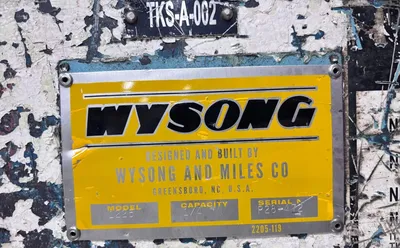 TKS-A-002
WYSONG
DESIGNED AND BUILT BY
WYSONG AND MILES CO
GREENSBORO, NC. U.S.A.
MODEL CAPACITY SERIAL
2205-119